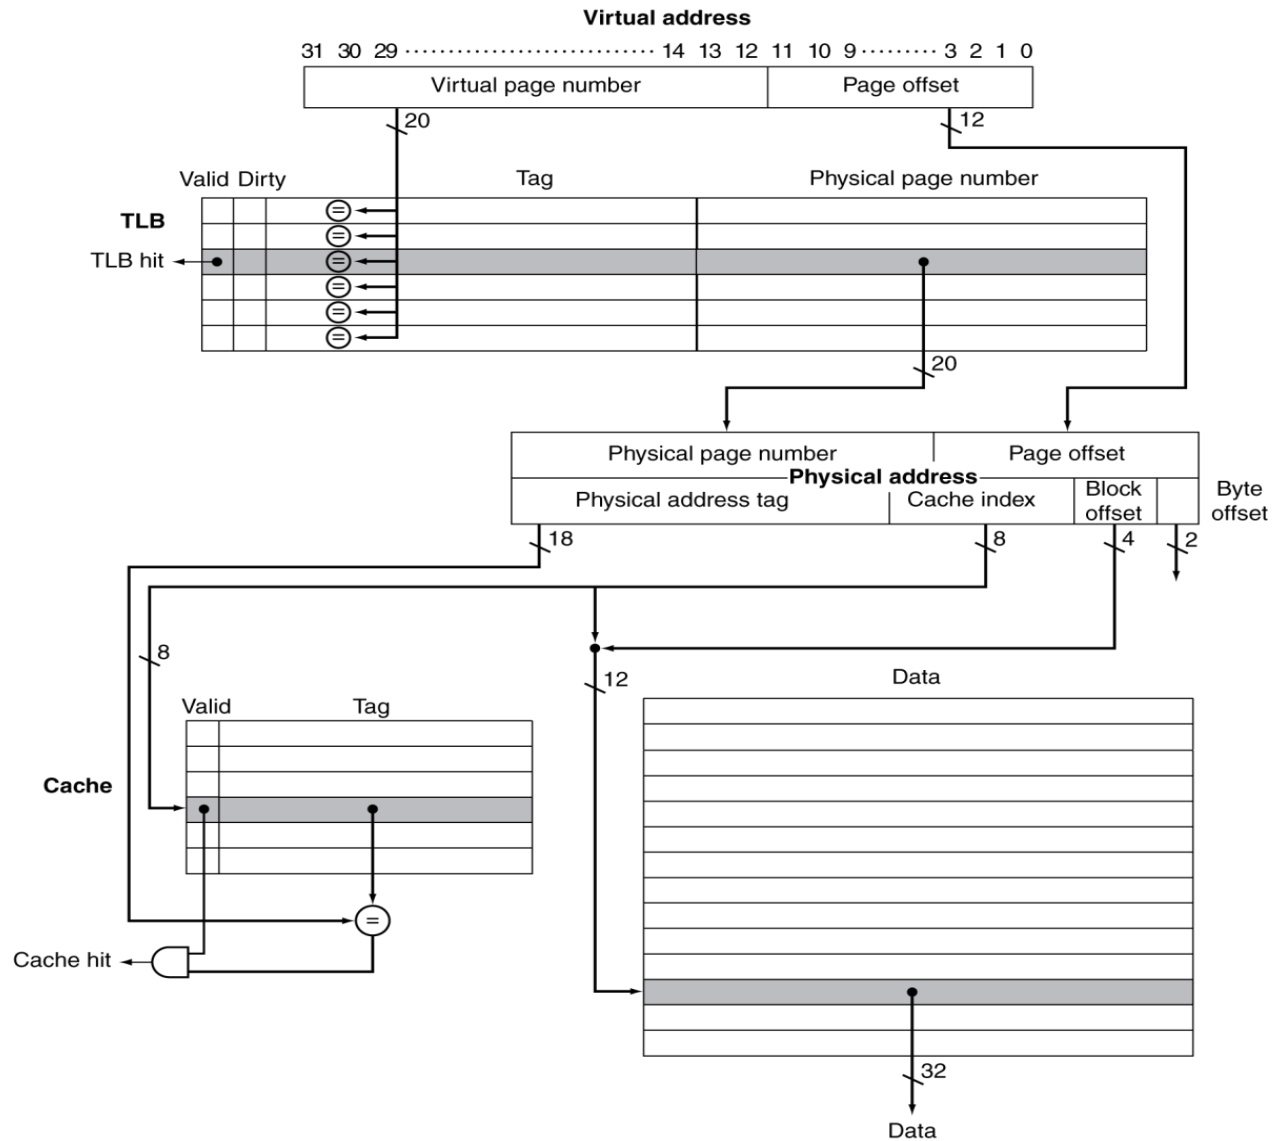 Virtual address
31 30 29 ··························· 14 13 12 11 10 9 ········· 3 2 1 0
Virtual page number Page offset
20 12
Valid Dirty Tag Physical page number
TLB
=
=
TLB hit =
=
=
=
20
Physical page number Page offset
Physical address
Physical address tag Cache index Block offset Byte offset
18 8 4 2
8
12
Data
Valid Tag
Cache
=
Cache hit
32
Data